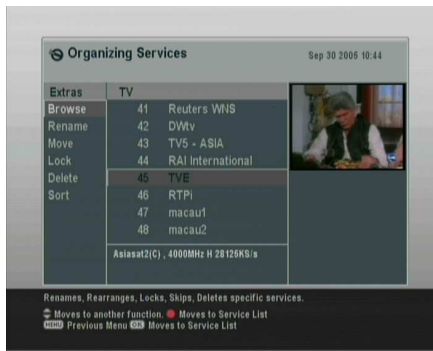 Organizing Services
Sep 30 2005 10:44
Extras TV
Browse 41 Reuters WNS
Rename 42 DWtv
Move 43 TV5 - ASIA
Lock 44 RAI International
Delete 45 TVE
Sort 46 RTPi
47 macau1
48 macau2
Asiasat2(C) , 4000MHz H 28125KS/s
Renames, Rearranges, Locks, Skips, Deletes specific services.
Moves to another function. Moves to Service List
MENU Previous Menu OK Moves to Service List